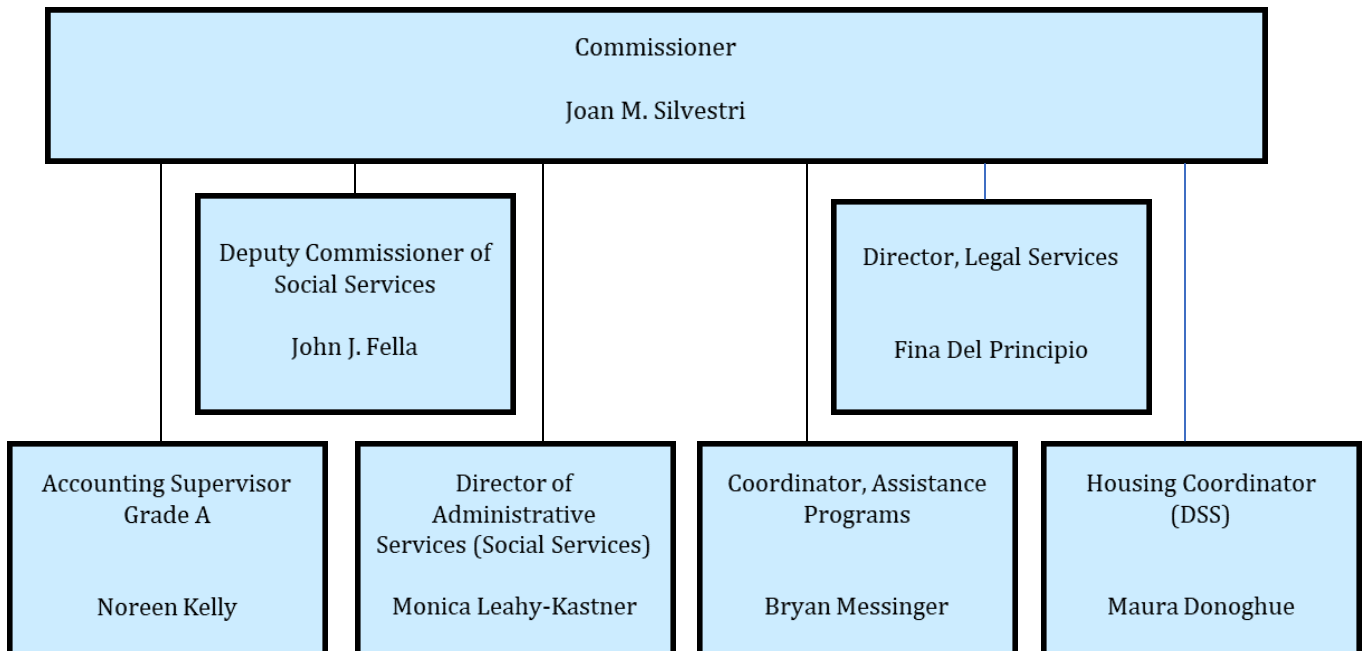 Commissioner
Joan M. Silvestri
Deputy Commissioner of
Social Services
John J. Fella
Director, Legal Services
Fina Del Principio
Accounting Supervisor
Grade A
Noreen Kelly
Director of
Administrative
Services (Social Services)
Monica Leahy-Kastner
Coordinator, Assistance
Programs
Bryan Messinger
Housing Coordinator
(DSS)
Maura Donoghue